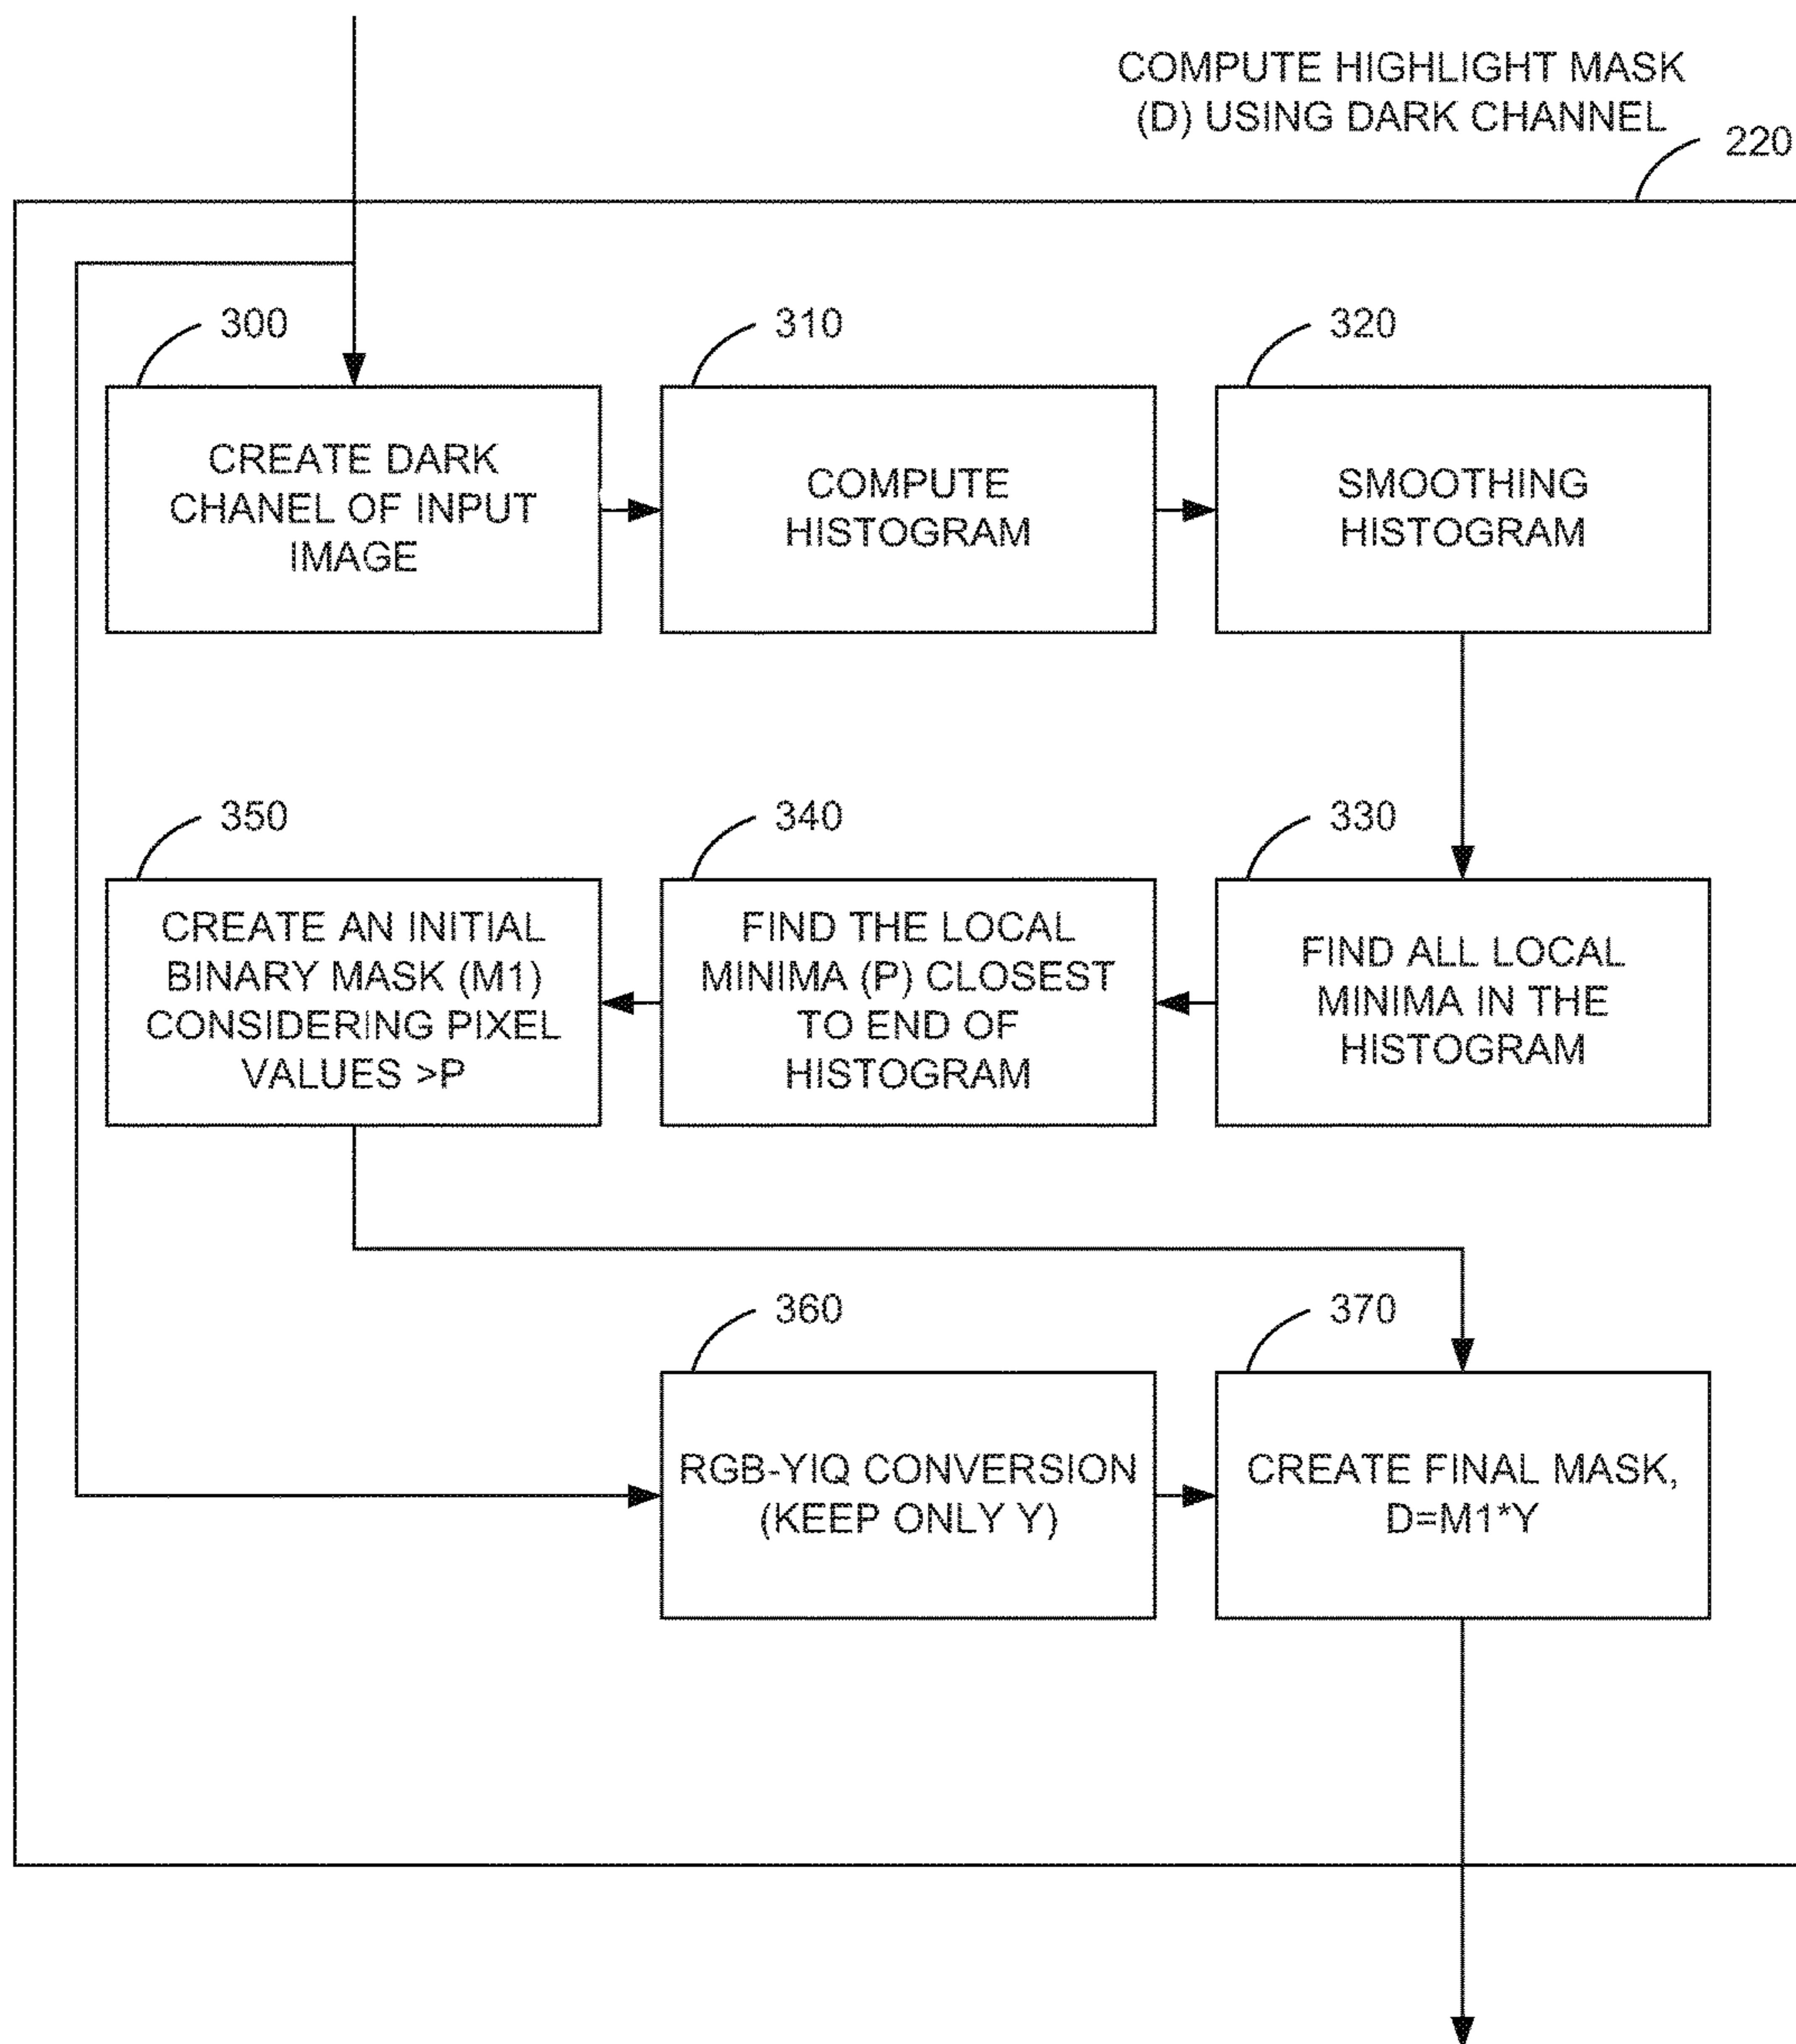 COMPUTE HIGHLIGHT MASK
(D) USING DARK CHANNEL
220
300
CREATE DARK
CHANEL OF INPUT
IMAGE
310
COMPUTE
HISTOGRAM
320
SMOOTHING
HISTOGRAM
350
CREATE AN INITIAL
BINARY MASK (M1)
CONSIDERING PIXEL
VALUES >P
340
FIND THE LOCAL
MINIMA (P) CLOSEST
TO END OF
HISTOGRAM
330
FIND ALL LOCAL
MINIMA IN THE
HISTOGRAM
360
RGB-YIQ CONVERSION
(KEEP ONLY Y)
370
CREATE FINAL MASK,
D=M1*Y